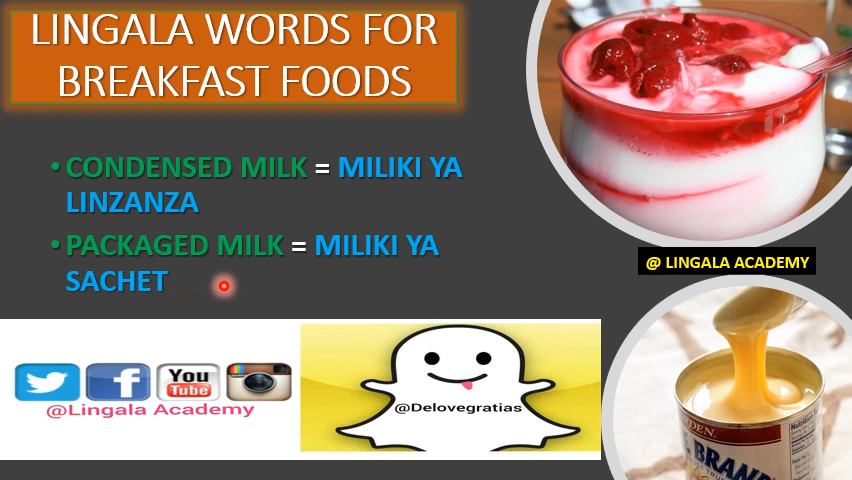 LINGALA WORDS FOR
BREAKFAST FOODS
• CONDENSED MILK = MILIKI YA
LINZANZA
• PACKAGED MILK = MILIKI YA
SACHET
@ LINGALA ACADEMY
You
Tube
@Lingala Academy
@Delovegratias
BRAND